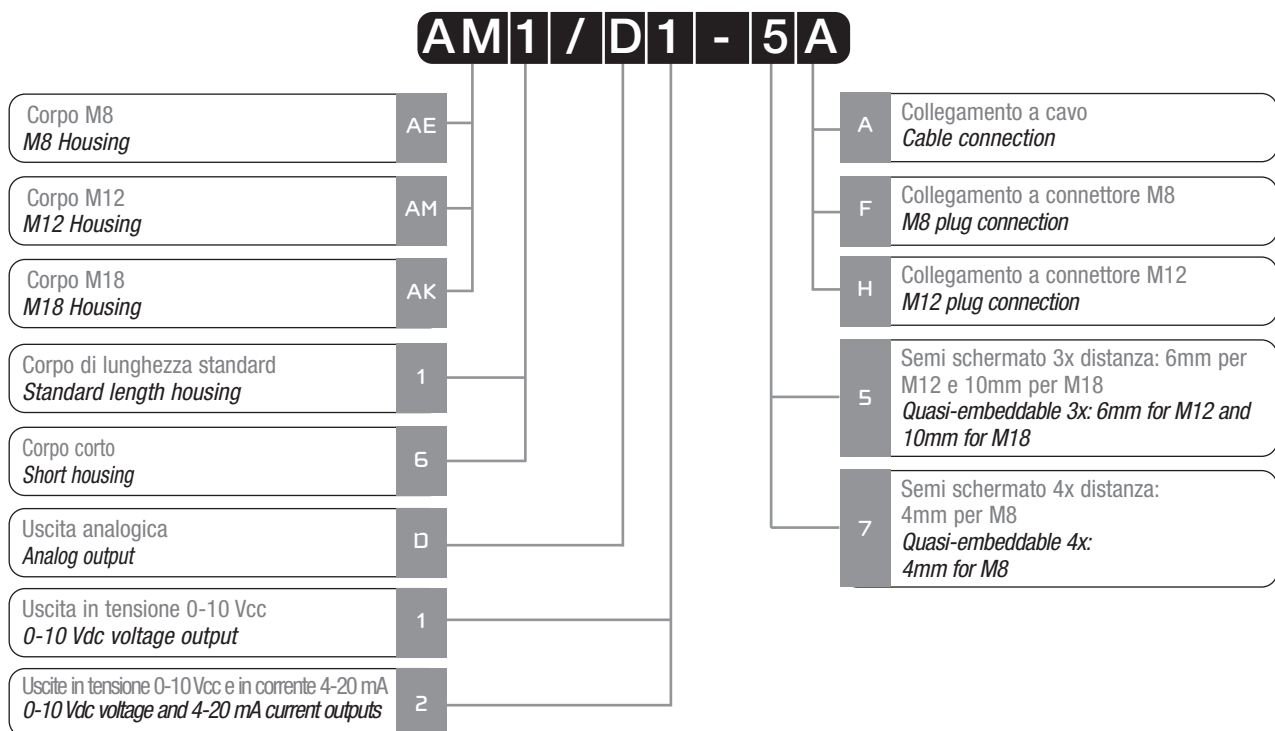 AM1/D1-5A
Corpo M8
M8 Housing
AE
Corpo M12
M12 Housing
AM
Corpo M18
M18 Housing
AK
Corpo di lunghezza standard
Standard length housing
1
Corpo corto
Short housing
6
Uscita analogica
Analog output
D
Uscita in tensione 0-10 Vcc
0-10 Vdc voltage output
1
Uscite in tensione 0-10 Vcc e in corrente 4-20 mA
0-10 Vdc voltage and 4-20 mA current outputs
2
A
Collegamento a cavo
Cable connection
F
Collegamento a connettore M8
M8 plug connection
H
Collegamento a connettore M12
M12 plug connection
5
Semi schermato 3x distanza: 6mm per
M12 e 10mm per M18
Quasi-embeddable 3x: 6mm for M12 and
10mm for M18
7
Semi schermato 4x distanza:
4mm per M8
Quasi-embeddable 4x:
4mm for M8